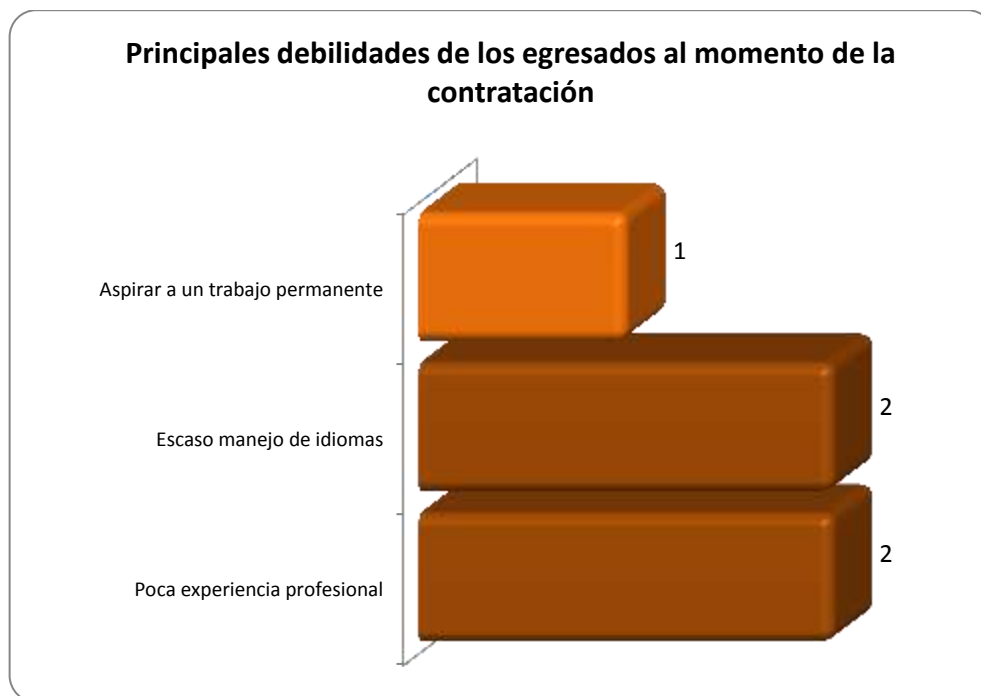 Principales debilidades de los egresados al momento de la
contratación
Aspirar a un trabajo permanente
1
Escaso manejo de idiomas
2
Poca experiencia profesional
2